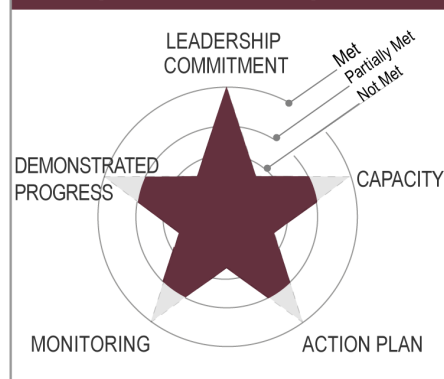 LEADERSHIP
COMMITMENT
Met
Partially Met
Not Met
DEMONSTRATED
PROGRESS
CAPACITY
MONITORING
ACTION PLAN